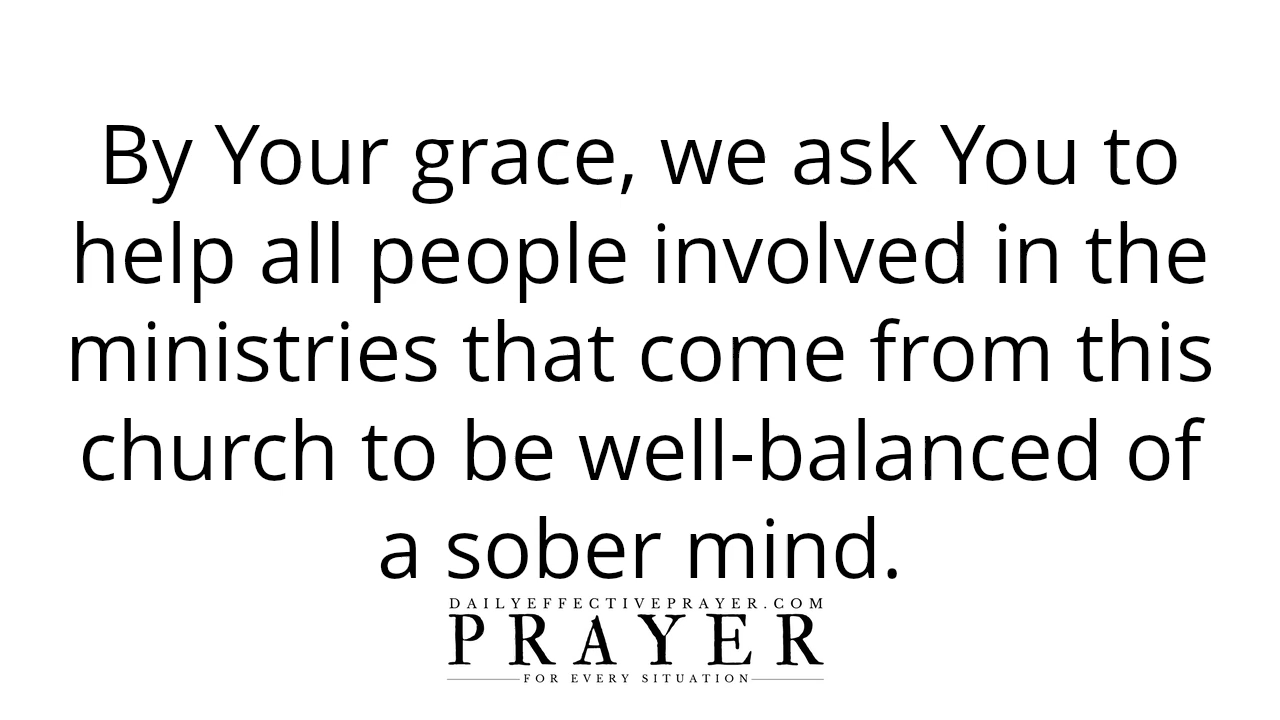 By Your grace, we ask You to
help all people involved in the
ministries that come from this
church to be well-balanced of
a sober mind.
DAILYEFFECTIVEPRAYER.COM
PRAYER
FOR EVERY SITUATION